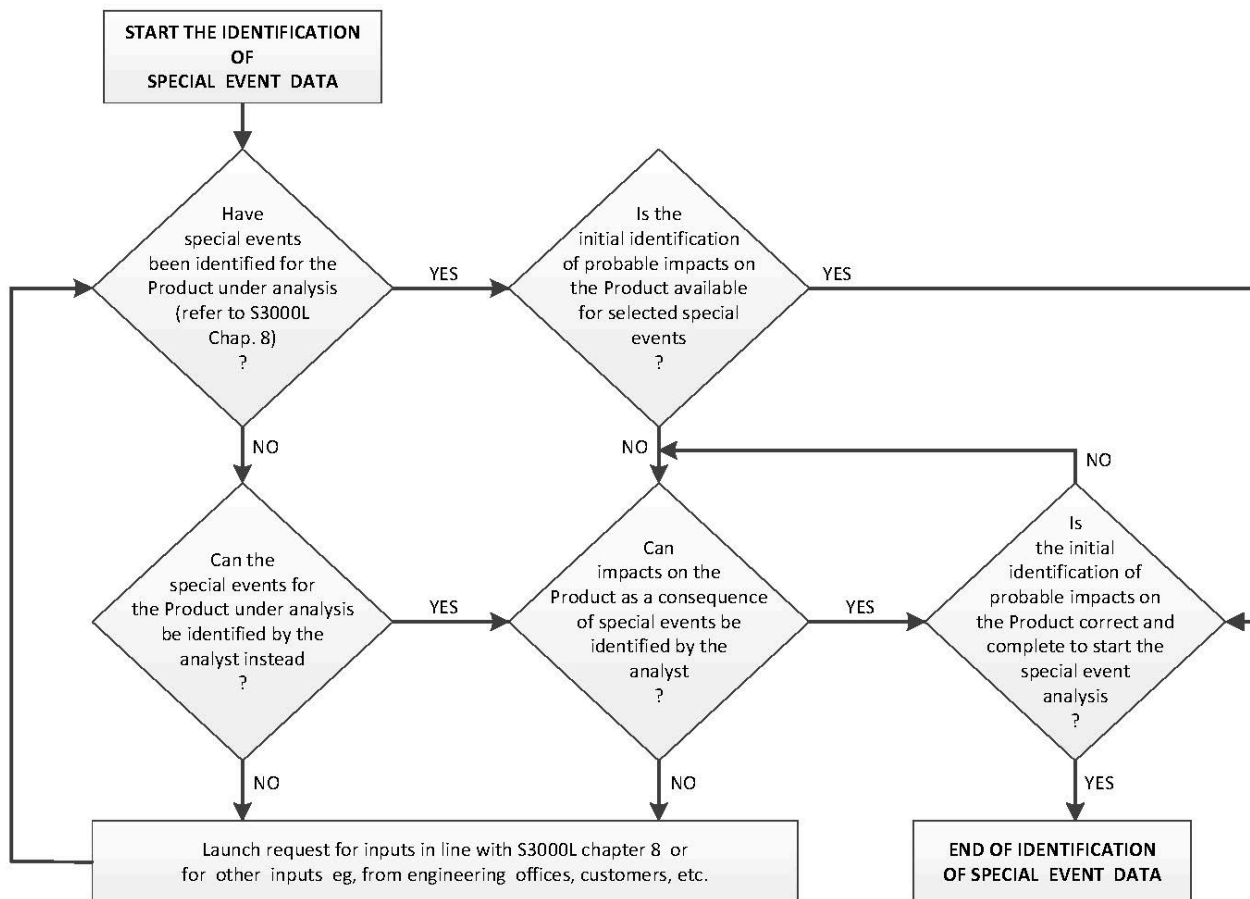 START THE IDENTIFICATION
OF
SPECIAL EVENT DATA
Have
special events
been identified for the
Product under analysis
(refer to S3000L
Chap. 8)
?
YES
Is the
initial identification
of probable impacts on
the Product available
for selected special
events
?
YES
NO
NO
NO
Can the
special events for
the Product under analysis
be identified by the
analyst instead
?
YES
Can
impacts on the
Product as a consequence
of special events be
identified by the
analyst
?
YES
Is
the initial
identification of
probable impacts on
the Product correct and
complete to start the
special event
analysis
?
NO
NO
YES
Launch request for inputs in line with S3000L chapter 8 or
for other inputs eg, from engineering offices, customers, etc.
END OF IDENTIFICATION
OF SPECIAL EVENT DATA